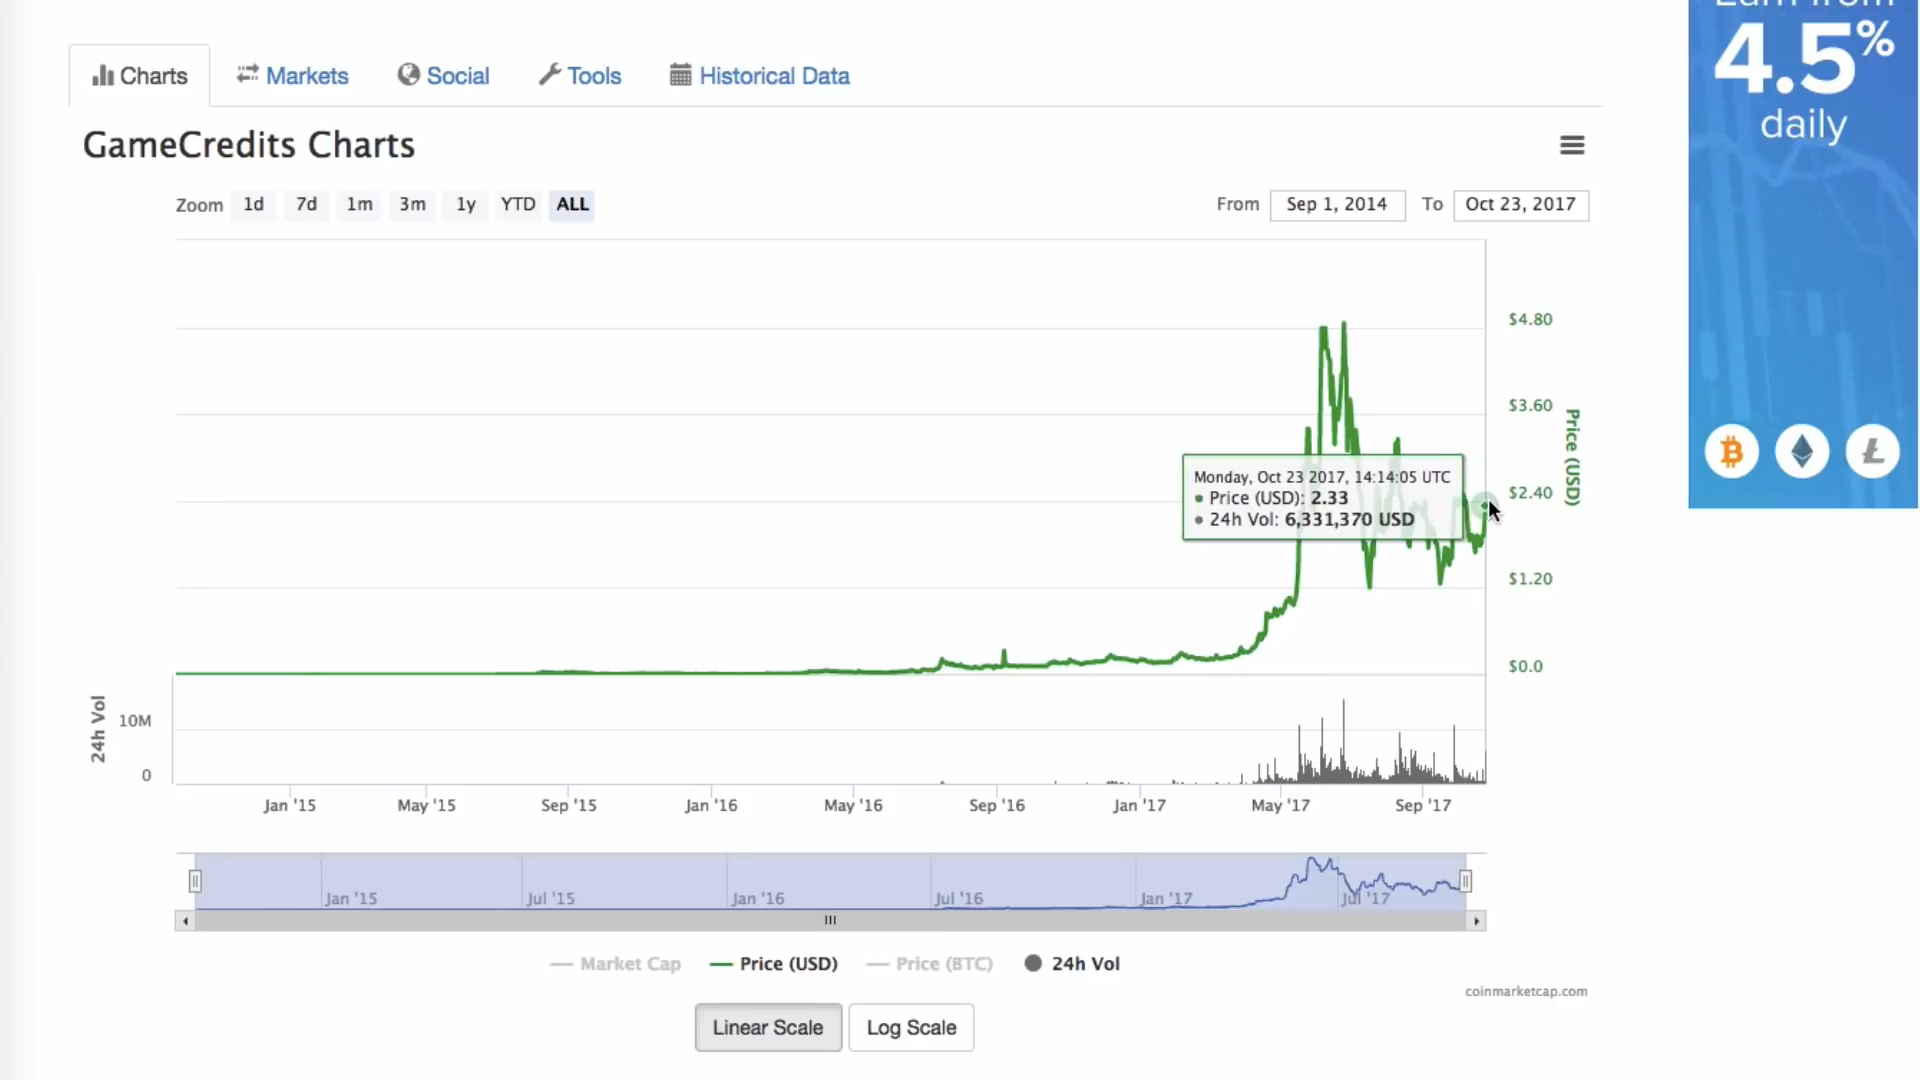 Earn from
4.5%
daily
Charts Markets Social Tools Historical Data
GameCredits Charts
Zoom 1d 7d 1m 3m 1y YTD ALL From Sep 1, 2014 To Oct 23, 2017
$4.80
$3.60
$2.40
$1.20
$0.0
Price (USD)
Monday, Oct 23 2017, 14:14:05 UTC
Price (USD): 2.33
24h Vol: 6,331,370 USD
24h Vol
10M
0
Jan '15 May '15 Sep '15 Jan '16 May '16 Sep '16 Jan '17 May '17 Sep '17
Jan '15 Jul '15 Jan '16 Jul '16 Jan '17 Jul '17
Market Cap Price (USD) Price (BTC) 24h Vol
coinmarketcap.com
Linear Scale Log Scale